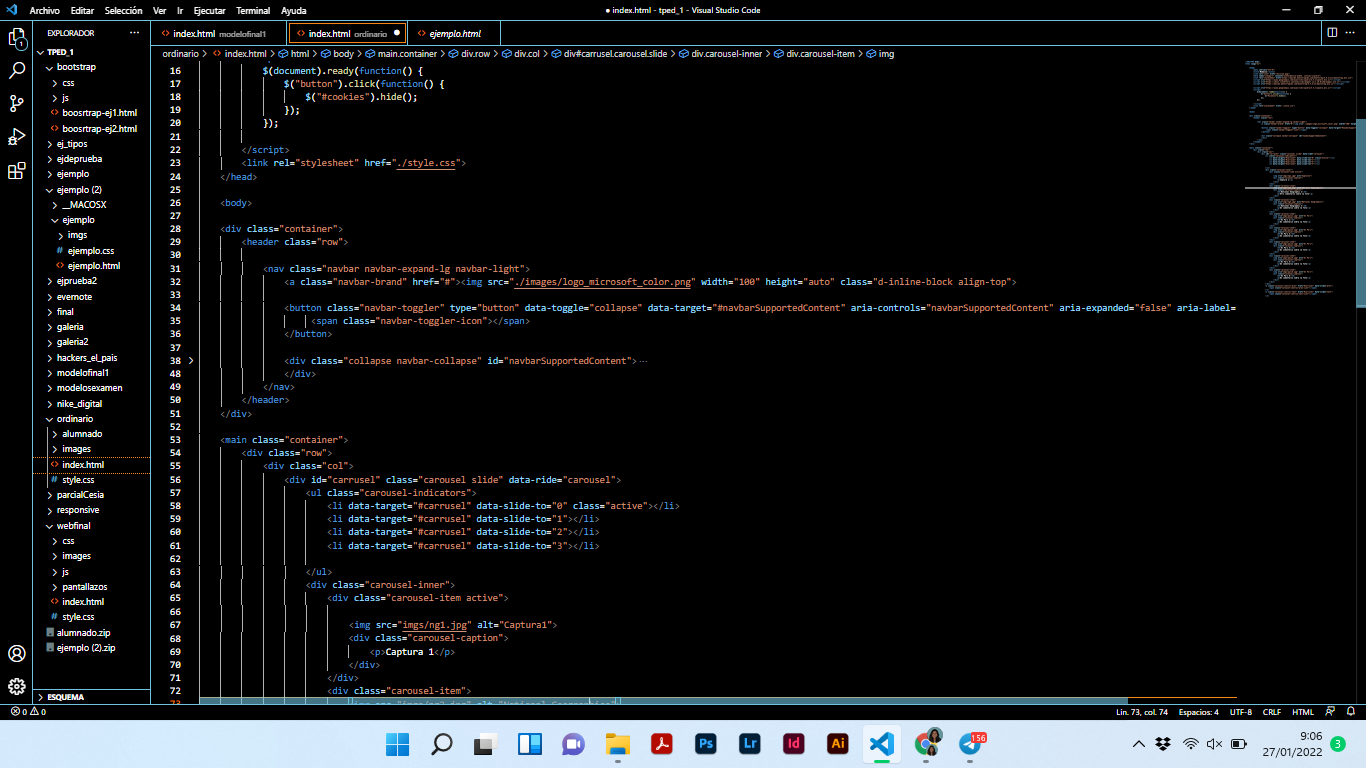 Archivo Editar Selección Ver Ir Ejecutar Terminal Ayuda
● index.html - tped_1 - Visual Studio Code
1
EXPLORADOR
index.html modelofinal1
index.html ordinario
ejemplo.html
ordinario > index.html > html > body > main.container > div.row > div.col > div#carrusel.carousel.slide > div.carousel-inner > div.carousel-item > img
TPED_1
bootstrap
css
js
boosrtrap-ej1.html
boosrtrap-ej2.html
ej_tipos
ejdeprueba
ejemplo
ejemplo (2)
__MACOSX
ejemplo
imgs
ejemplo.css
ejemplo.html
ejprueba2
evernote
final
galeria
galeria2
hackers_el_pais
modelofinal1
modelosexamen
nike_digital
ordinario
alumnado
images
index.html
style.css
parcialCesia
responsive
webfinal
css
images
js
pantallazos
index.html
style.css
alumnado.zip
ejemplo (2).zip
ESQUEMA
16 $(document).ready(function() {
17 $("button").click(function() {
18 $("#cookies").hide();
19 });
20 });
21
22 </script>
23 <link rel="stylesheet" href="./style.css">
24 </head>
25
26 <body>
27
28 <div class="container">
29 <header class="row">
30
31 <nav class="navbar navbar-expand-lg navbar-light">
32 <a class="navbar-brand" href="#"><img src="./images/logo_microsoft_color.png" width="100" height="auto" class="d-inline-block align-top">
33
34 <button class="navbar-toggler" type="button" data-toggle="collapse" data-target="#navbarSupportedContent" aria-controls="navbarSupportedContent" aria-expanded="false" aria-label=
35 <span class="navbar-toggler-icon"></span>
36 </button>
37
38 <div class="collapse navbar-collapse" id="navbarSupportedContent">···
48 </div>
49 </nav>
50 </header>
51 </div>
52
53 <main class="container">
54 <div class="row">
55 <div class="col">
56 <div id="carrusel" class="carousel slide" data-ride="carousel">
57 <ul class="carousel-indicators">
58 <li data-target="#carrusel" data-slide-to="0" class="active"></li>
59 <li data-target="#carrusel" data-slide-to="1"></li>
60 <li data-target="#carrusel" data-slide-to="2"></li>
61 <li data-target="#carrusel" data-slide-to="3"></li>
62
63 </ul>
64 <div class="carousel-inner">
65 <div class="carousel-item active">
66
67 <img src="imgs/ng1.jpg" alt="Captura1">
68 <div class="carousel-caption">
69 <p>Captura 1</p>
70 </div>
71 </div>
72 <div class="carousel-item">
0 0
Lín. 73, col. 74 Espacios: 4 UTF-8 CRLF HTML
Ps Lr Id Ai 156
9:06
27/01/2022
3